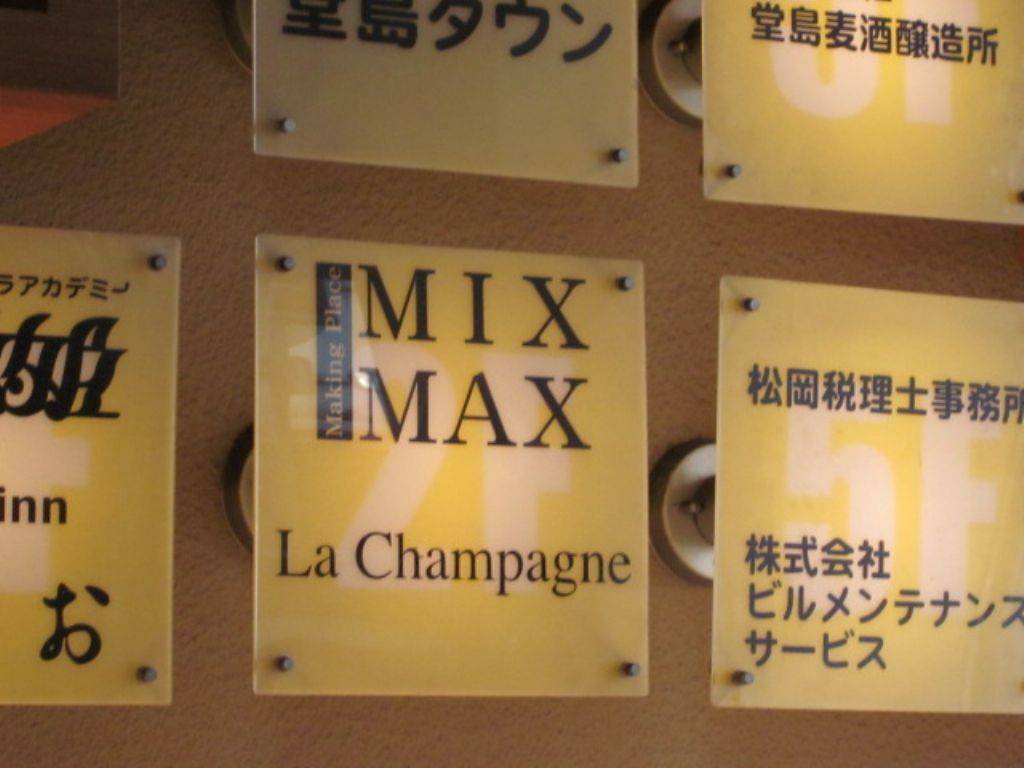 堂島タウン
堂島麦酒醸造所
ラアカデミー
inn
お
Making Place
MIX
MAX
2F
La Champagne
松岡税理士事務所
5F
株式会社
ビルメンテナンス
サービス